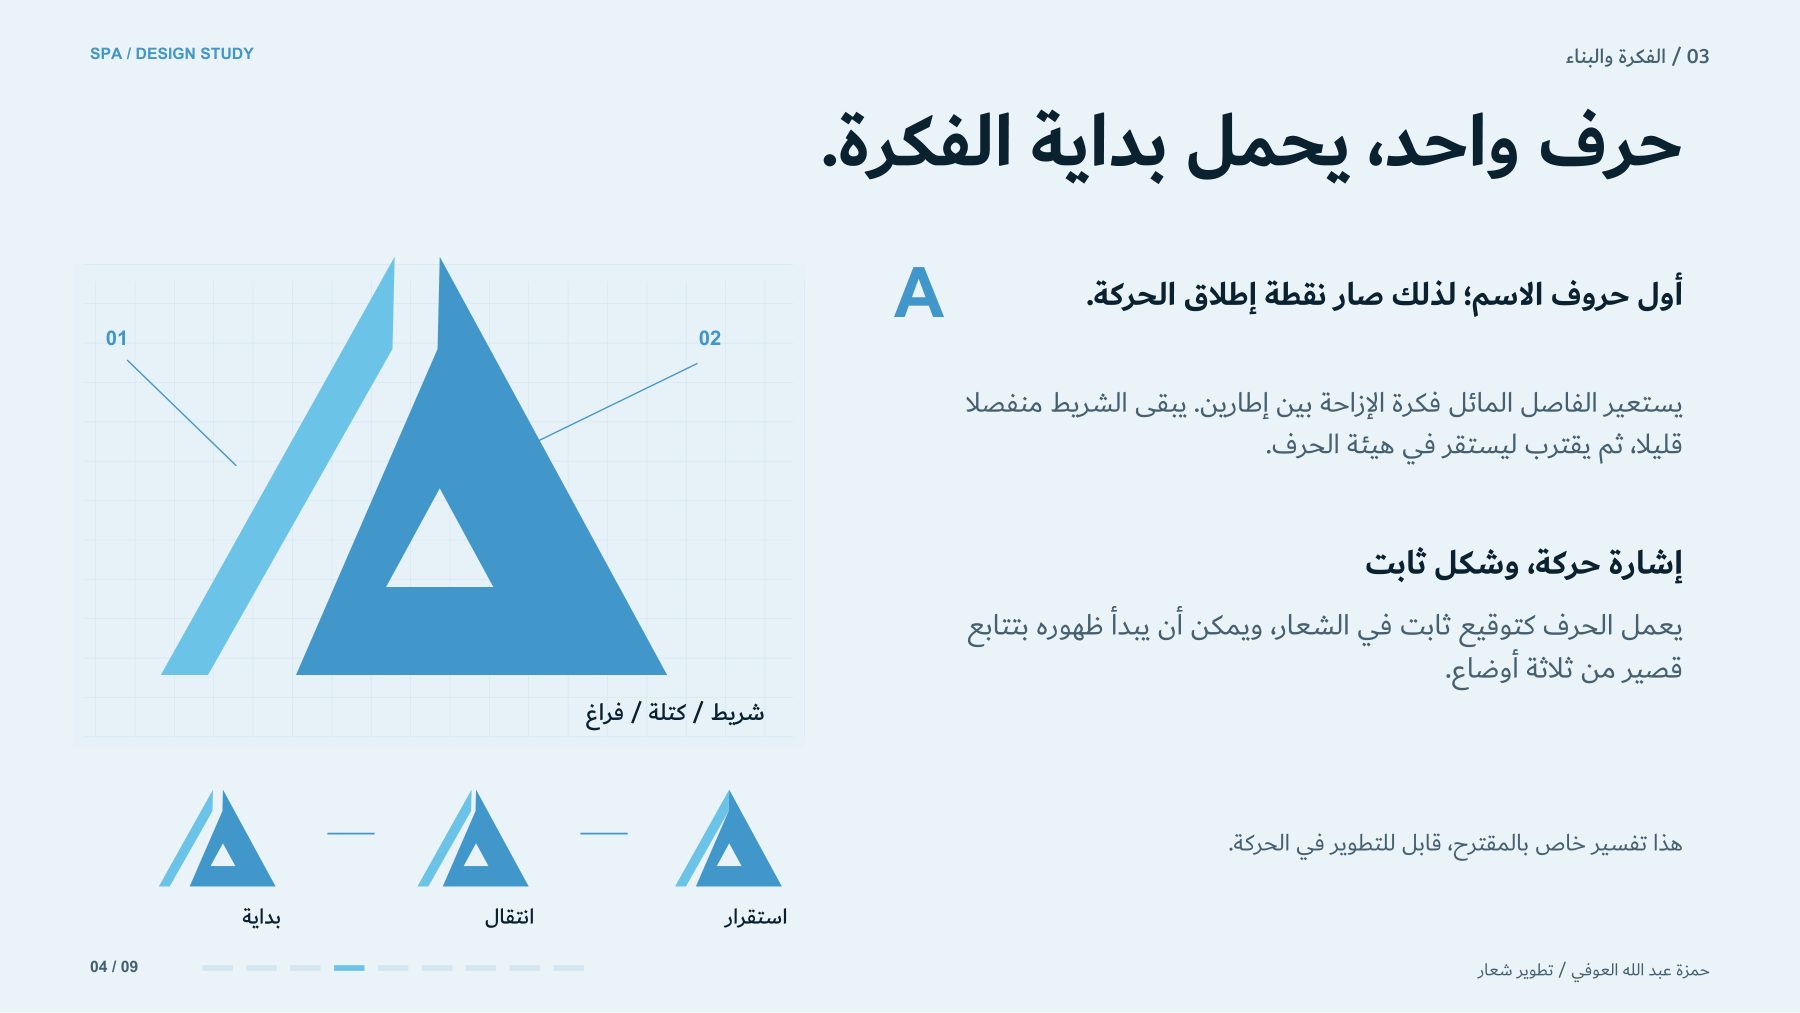 03 / الفكرة والبناء
SPA / DESIGN STUDY
حرف واحد، يحمل بداية الفكرة.
أول حروف الاسم؛ لذلك صار نقطة إطلاق الحركة.
A
يستعير الفاصل المائل فكرة الإزاحة بين إطارين. يبقى الشريط منفصلا
قليلا، ثم يقترب ليستقر في هيئة الحرف.
إشارة حركة، وشكل ثابت
يعمل الحرف كتوقيع ثابت في الشعار، ويمكن أن يبدأ ظهوره بتتابع
قصير من ثلاثة أوضاع.
هذا تفسير خاص بالمقترح، قابل للتطوير في الحركة.
01
02
شريط / كتلة / فراغ
بداية
انتقال
استقرار
حمزة عبد الله العوفي / تطوير شعار
04 / 09